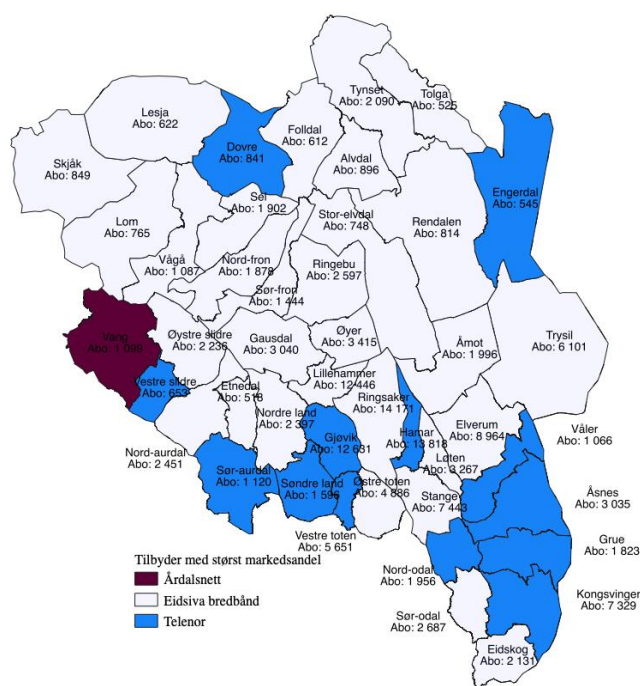 Tynset
Abo: 2 090
Tolga
Abo: 525
Lesja
Abo: 622
Folldal
Abo: 612
Dovre
Abo: 841
Alvdal
Abo: 896
Skjåk
Abo: 849
Engerdal
Abo: 545
Sel
Abo: 1 902
Stor-elvdal
Abo: 748
Rendalen
Abo: 814
Lom
Abo: 765
Vågå
Abo: 1 087
Nord-fron
Abo: 1 878
Ringebu
Abo: 2 597
Sør-fron
Abo: 1 444
Vang
Abo: 1 099
Øystre slidre
Abo: 2 236
Gausdal
Abo: 3 040
Øyer
Abo: 3 415
Åmot
Abo: 1 996
Trysil
Abo: 6 101
Vestre slidre
Abo: 653
Etnedal
Abo: 518
Lillehammer
Abo: 12 446
Ringsaker
Abo: 14 171
Nordre land
Abo: 2 397
Elverum
Abo: 8 964
Våler
Abo: 1 066
Gjøvik
Abo: 12 631
Hamar
Abo: 13 818
Nord-aurdal
Abo: 2 451
Løten
Abo: 3 267
Sør-aurdal
Abo: 1 120
Søndre land
Abo: 1 596
Østre toten
Abo: 4 886
Stange
Abo: 7 443
Åsnes
Abo: 3 035
Vestre toten
Abo: 5 651
Grue
Abo: 1 823
Nord-odal
Abo: 1 956
Kongsvinger
Abo: 7 329
Sør-odal
Abo: 2 687
Eidskog
Abo: 2 131
Tilbyder med størst markedsandel
Årdalsnett
Eidsiva bredbånd
Telenor